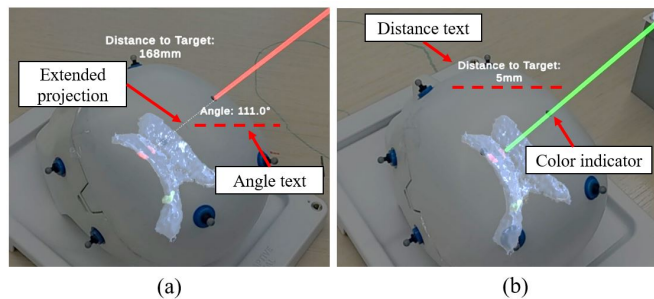 Distance to Target:
168mm
Extended
projection
Angle: 111.0°
Angle text
(a)
Distance text
Distance to Target:
5mm
Color indicator
(b)